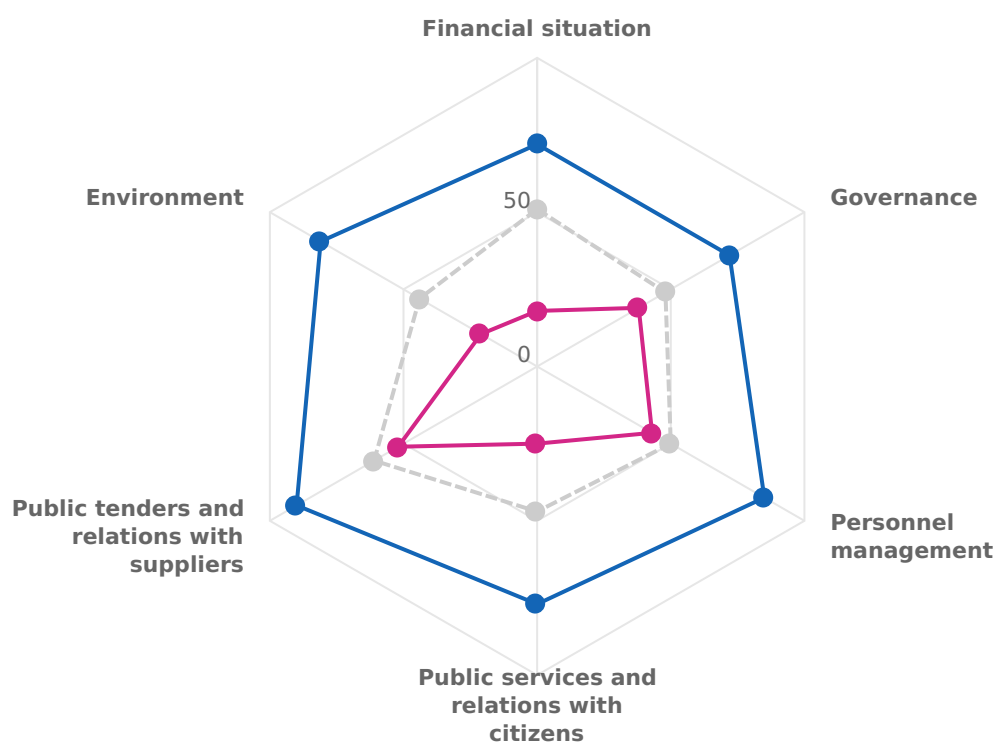 Financial situation
Environment
Governance
50
0
Public tenders and
relations with
suppliers
Personnel
management
Public services and
relations with
citizens